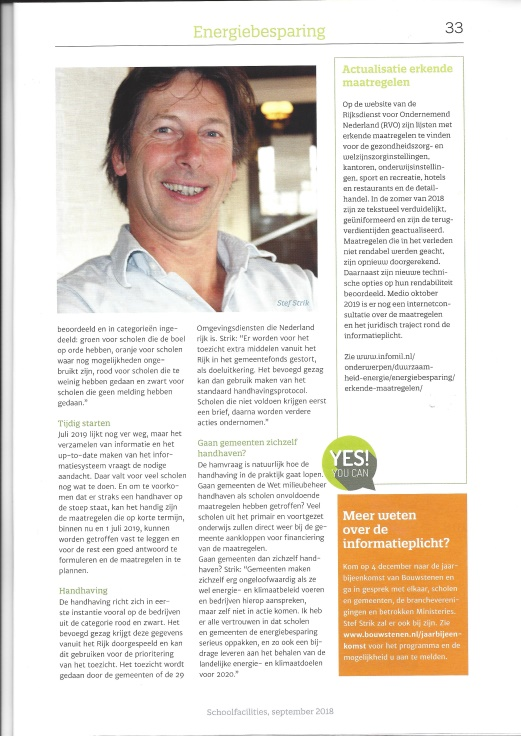 Energiebesparing
33
Stef Strik
beoordeeld en in categorieën inge-
deeld: groen voor scholen die de boel
op orde hebben, oranje voor scholen
waar nog mogelijkheden onge-
bruikt zijn, rood voor scholen die te
weinig hebben gedaan en zwart voor
scholen die geen melding hebben
gedaan."
Tijdig starten
Juli 2019 lijkt nog ver weg, maar het
verzamelen van informatie en het
up-to-date maken van het infor-
matiesysteem vraagt de nodige
aandacht. Daar valt voor veel scholen
nog wat te doen. En om te voorko-
men dat er straks een handhaver op
de stoep staat, kan het handig zijn
de maatregelen die op korte termijn,
binnen nu en 1 juli 2019, kunnen
worden getroffen vast te leggen en
voor de rest een goed antwoord te
formuleren en de maatregelen in te
plannen.
Handhaving
De handhaving richt zich in eer-
ste instantie vooral op de bedrijven
uit de categorie rood en zwart. Het
bevoegd gezag krijgt deze gegevens
vanuit het Rijk doorgespeeld en kan
dit gebruiken voor de prioritering
van het toezicht. Het toezicht wordt
gedaan door de gemeenten of de 29
Omgevingsdiensten die Nederland
rijk is. Strik: "Er worden voor het
toezicht extra middelen vanuit het
Rijk in het gemeentefonds gestort,
als doeluitkering. Het bevoegd gezag
kan dan gebruik maken van het
standaard handhavingsprotocol.
Scholen die niet voldoen krijgen eerst
een brief, daarna worden verdere
acties ondernomen."
Gaan gemeenten zichzelf
handhaven?
De hamvraag is natuurlijk hoe de
handhaving in de praktijk gaat lopen.
Gaan gemeenten de Wet milieubeheer
handhaven als scholen onvoldoende
maatregelen hebben getroffen? Veel
scholen uit het primair en voortgezet
onderwijs zullen direct weer bij de ge-
meente aankloppen voor financiering
van de maatregelen.
Gaan gemeenten dan zichzelf hand-
haven? Strik: "Gemeenten maken
zichzelf erg ongeloofwaardig als ze
wel energie- en klimaatbeleid voeren
en bedrijven hierop aanspreken,
maar zelf niet in actie komen. Ik heb
er alle vertrouwen in dat scholen
en gemeenten de energiebesparing
serieus oppakken, en zo ook een bij-
drage leveren aan het behalen van de
landelijke energie- en klimaatdoelen
voor 2020."
Actualisatie erkende
maatregelen
Op de website van de
Rijksdienst voor Ondernemend
Nederland (RVO) zijn lijsten met
erkende maatregelen te vinden
voor de gezondheidszorg- en
welzijnszorginstellingen,
kantoren, onderwijsinstellin-
gen, sport en recreatie, hotels
en restaurants en de detail-
handel. In de zomer van 2018
zijn ze tekstueel verduidelijkt,
geüniformeerd en zijn de terug-
verdientijden geactualiseerd.
Maatregelen die in het verleden
niet rendabel werden geacht,
zijn opnieuw doorgerekend.
Daarnaast zijn nieuwe techni-
sche opties op hun rendabiliteit
beoordeeld. Medio oktober
2019 is er nog een internetcon-
sultatie over de maatregelen
en het juridisch traject rond de
informatieplicht.
Zie www.infomil.nl/
onderwerpen/duurzaam-
heid-energie/energiebesparing/
erkende-maatregelen/
YES!
YOU CAN
Meer weten
over de
informatieplicht?
Kom op 4 december naar de jaar-
bijeenkomst van Bouwstenen en
ga in gesprek met elkaar, scholen
en gemeenten, de brancheverenigingen
en betrokken Ministeries.
Stef Strik zal er ook bij zijn. Zie
www.bouwstenen.nl/jaarbijeen-
komst voor het programma en de
mogelijkheid u aan te melden.
Schoolfacilities, september 2018